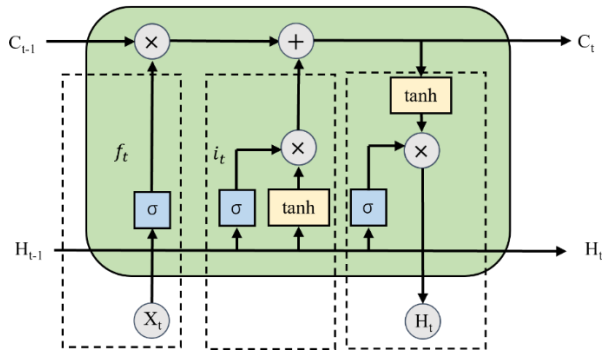 C_{t-1}
×
+
C_t
tanh
f_t
i_t
×
×
σ
σ
tanh
σ
H_{t-1}
H_t
X_t
H_t